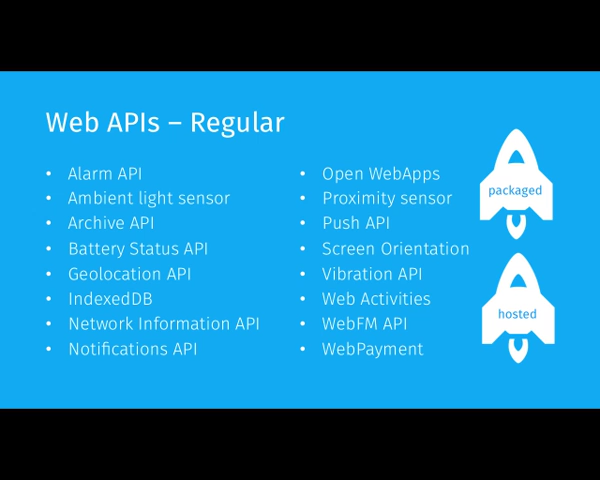 Web APIs – Regular
• Alarm API
• Ambient light sensor
• Archive API
• Battery Status API
• Geolocation API
• IndexedDB
• Network Information API
• Notifications API
• Open WebApps
• Proximity sensor
• Push API
• Screen Orientation
• Vibration API
• Web Activities
• WebFM API
• WebPayment
packaged
hosted